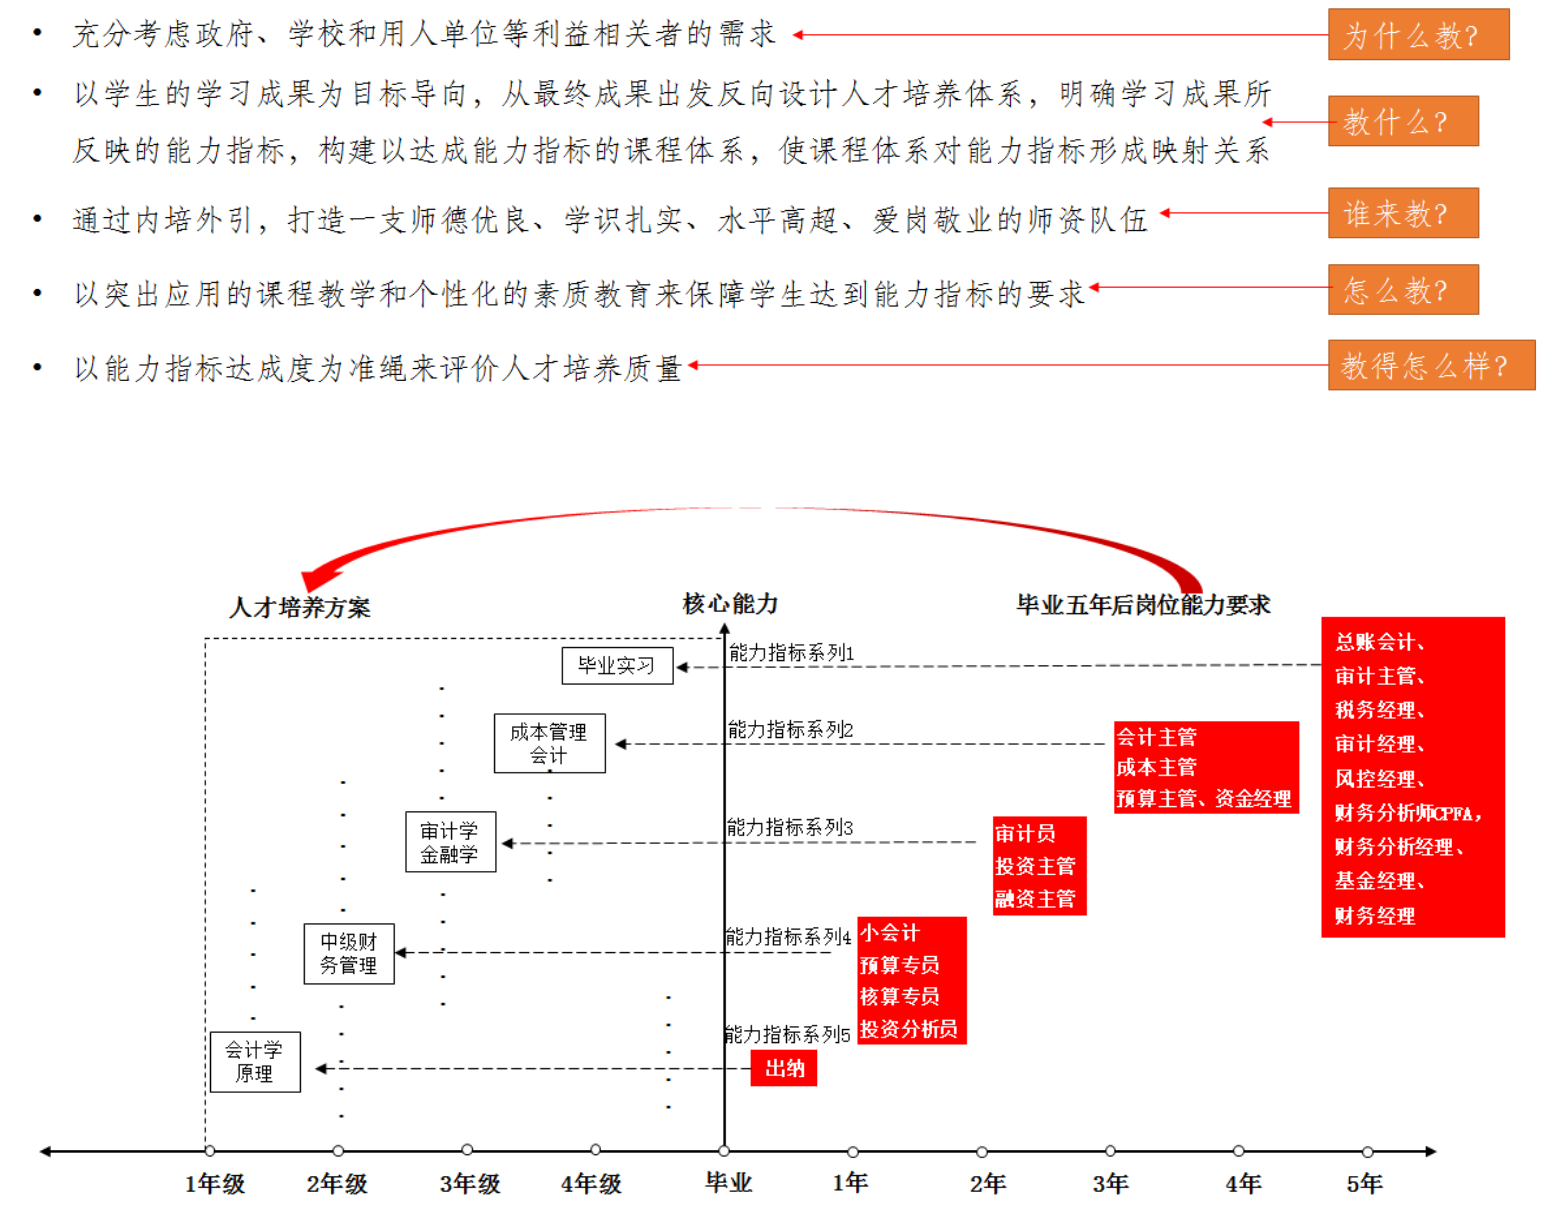 • 充分考虑政府、学校和用人单位等利益相关者的需求
为什么教?
• 以学生的学习成果为目标导向，从最终成果出发反向设计人才培养体系，明确学习成果所
反映的能力指标，构建以达成能力指标的课程体系，使课程体系对能力指标形成映射关系
教什么?
• 通过内培外引，打造一支师德优良、学识扎实、水平高超、爱岗敬业的师资队伍
谁来教?
• 以突出应用的课程教学和个性化的素质教育来保障学生达到能力指标的要求
怎么教?
• 以能力指标达成度为准绳来评价人才培养质量
教得怎么样?
人才培养方案
核心能力
毕业五年后岗位能力要求
毕业实习
能力指标系列1
总账会计、
审计主管、
税务经理、
审计经理、
风控经理、
财务分析师CPFA，
财务分析经理、
基金经理、
财务经理
成本管理
会计
能力指标系列2
会计主管
成本主管
预算主管、资金经理
审计学
金融学
能力指标系列3
审计员
投资主管
融资主管
中级财
务管理
能力指标系列4
小会计
预算专员
核算专员
投资分析员
会计学
原理
能力指标系列5
出纳
1年级
2年级
3年级
4年级
毕业
1年
2年
3年
4年
5年